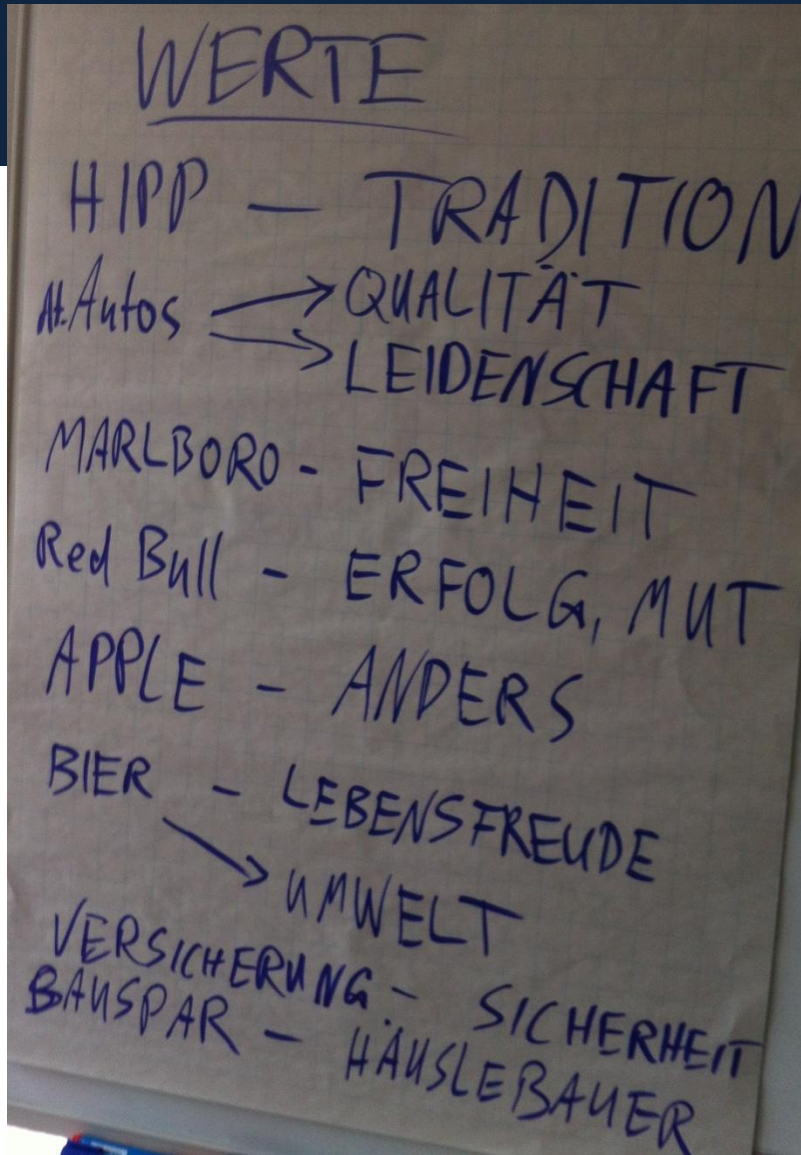 WERTE
HIPP — TRADITION
At. Autos → QUALITÄT
→ LEIDENSCHAFT
MARLBORO - FREIHEIT
Red Bull - ERFOLG, MUT
APPLE - ANDERS
BIER - LEBENSFREUDE
→ UMWELT
VERSICHERUNG - SICHERHEIT
BAUSPAR - HÄUSLEBAUER